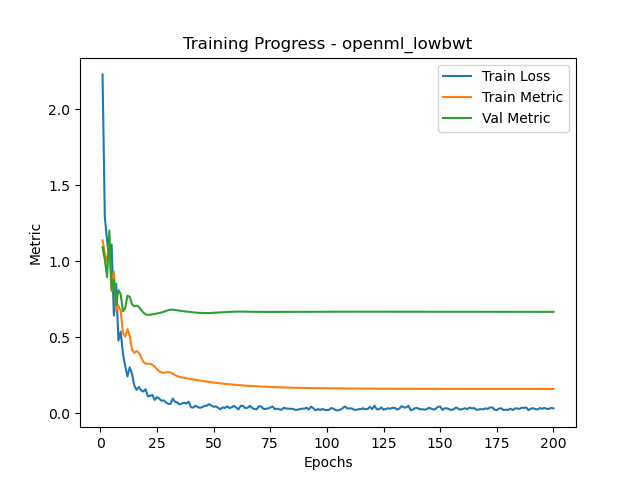 Training Progress - openml_lowbwt
Train Loss
Train Metric
Val Metric
Metric
2.0
1.5
1.0
0.5
0.0
0 25 50 75 100 125 150 175 200
Epochs